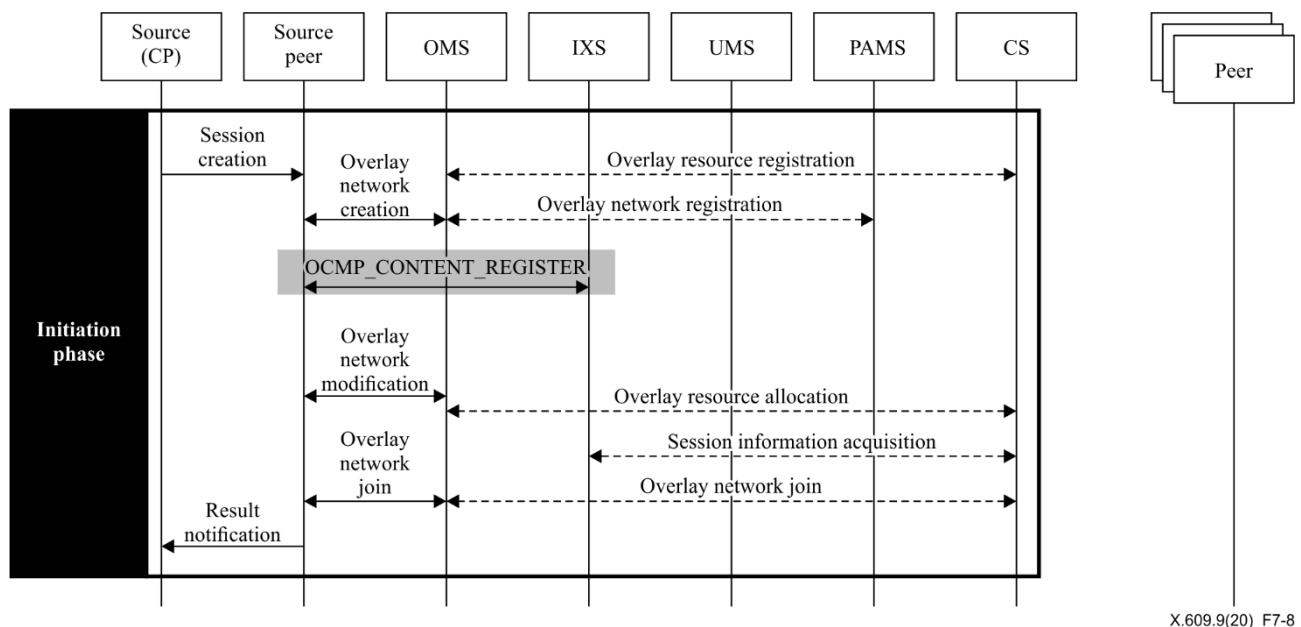 Source
(CP)
Source
peer
OMS
IXS
UMS
PAMS
CS
Peer
Initiation
phase
Session
creation
Overlay
network
creation
Overlay resource registration
Overlay network registration
OCMP_CONTENT_REGISTER
Overlay
network
modification
Overlay resource allocation
Session information acquisition
Overlay
network
join
Overlay network join
Result
notification
X.609.9(20)_F7-8